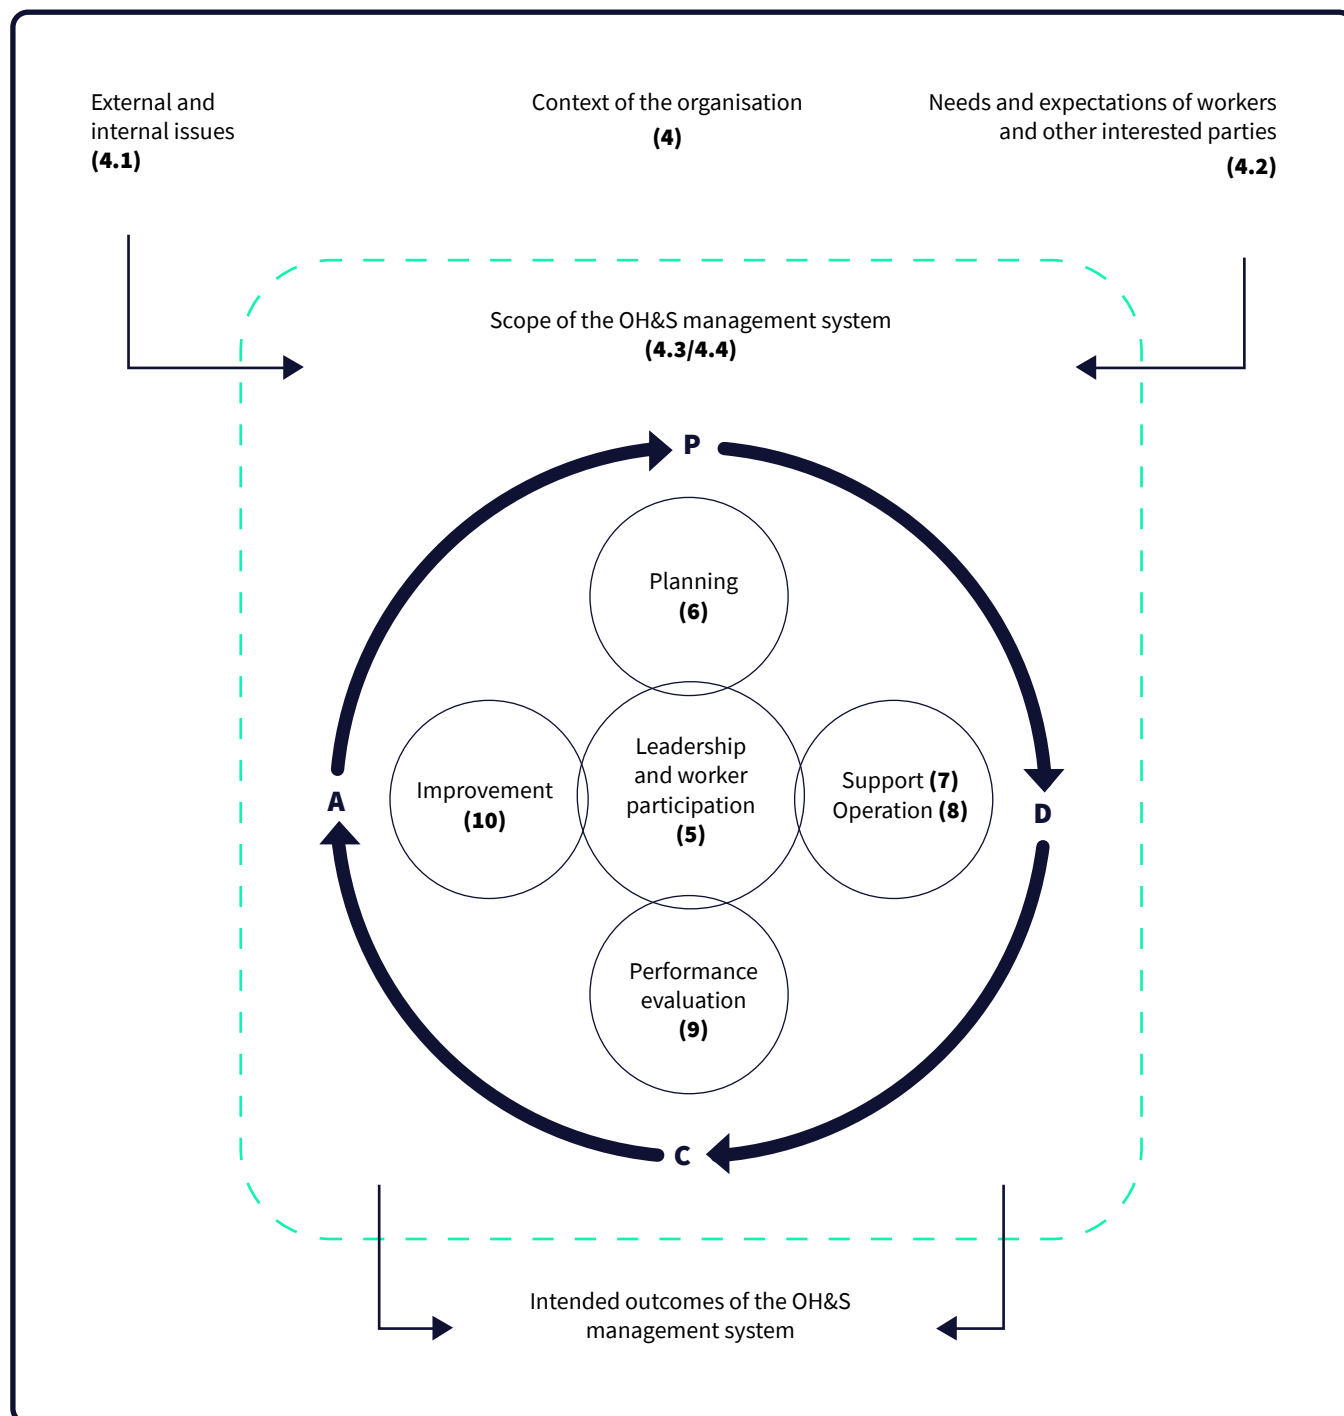 External and
internal issues
(4.1)
Context of the organisation
(4)
Needs and expectations of workers
and other interested parties
(4.2)
Scope of the OH&S management system
(4.3/4.4)
P
Planning
(6)
Improvement
(10)
Leadership
and worker
participation
(5)
Support (7)
Operation (8)
A
D
Performance
evaluation
(9)
C
Intended outcomes of the OH&S
management system